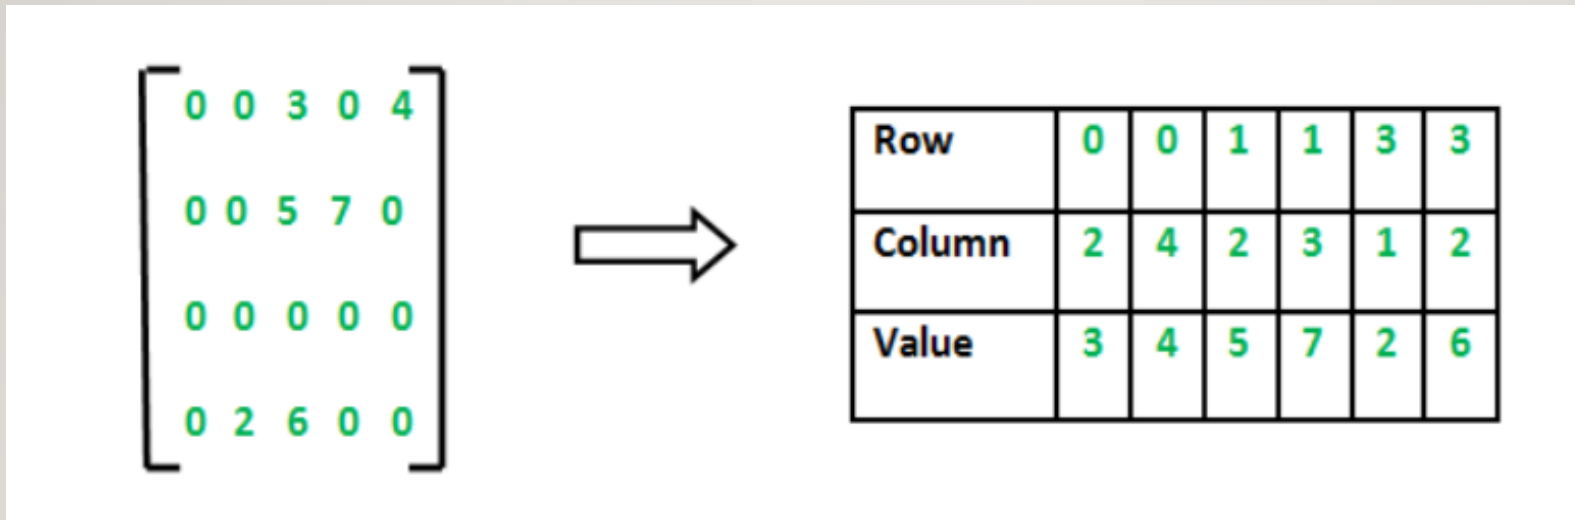 0 0 3 0 4
0 0 5 7 0
0 0 0 0 0
0 2 6 0 0
Row 0 0 1 1 3 3
Column 2 4 2 3 1 2
Value 3 4 5 7 2 6